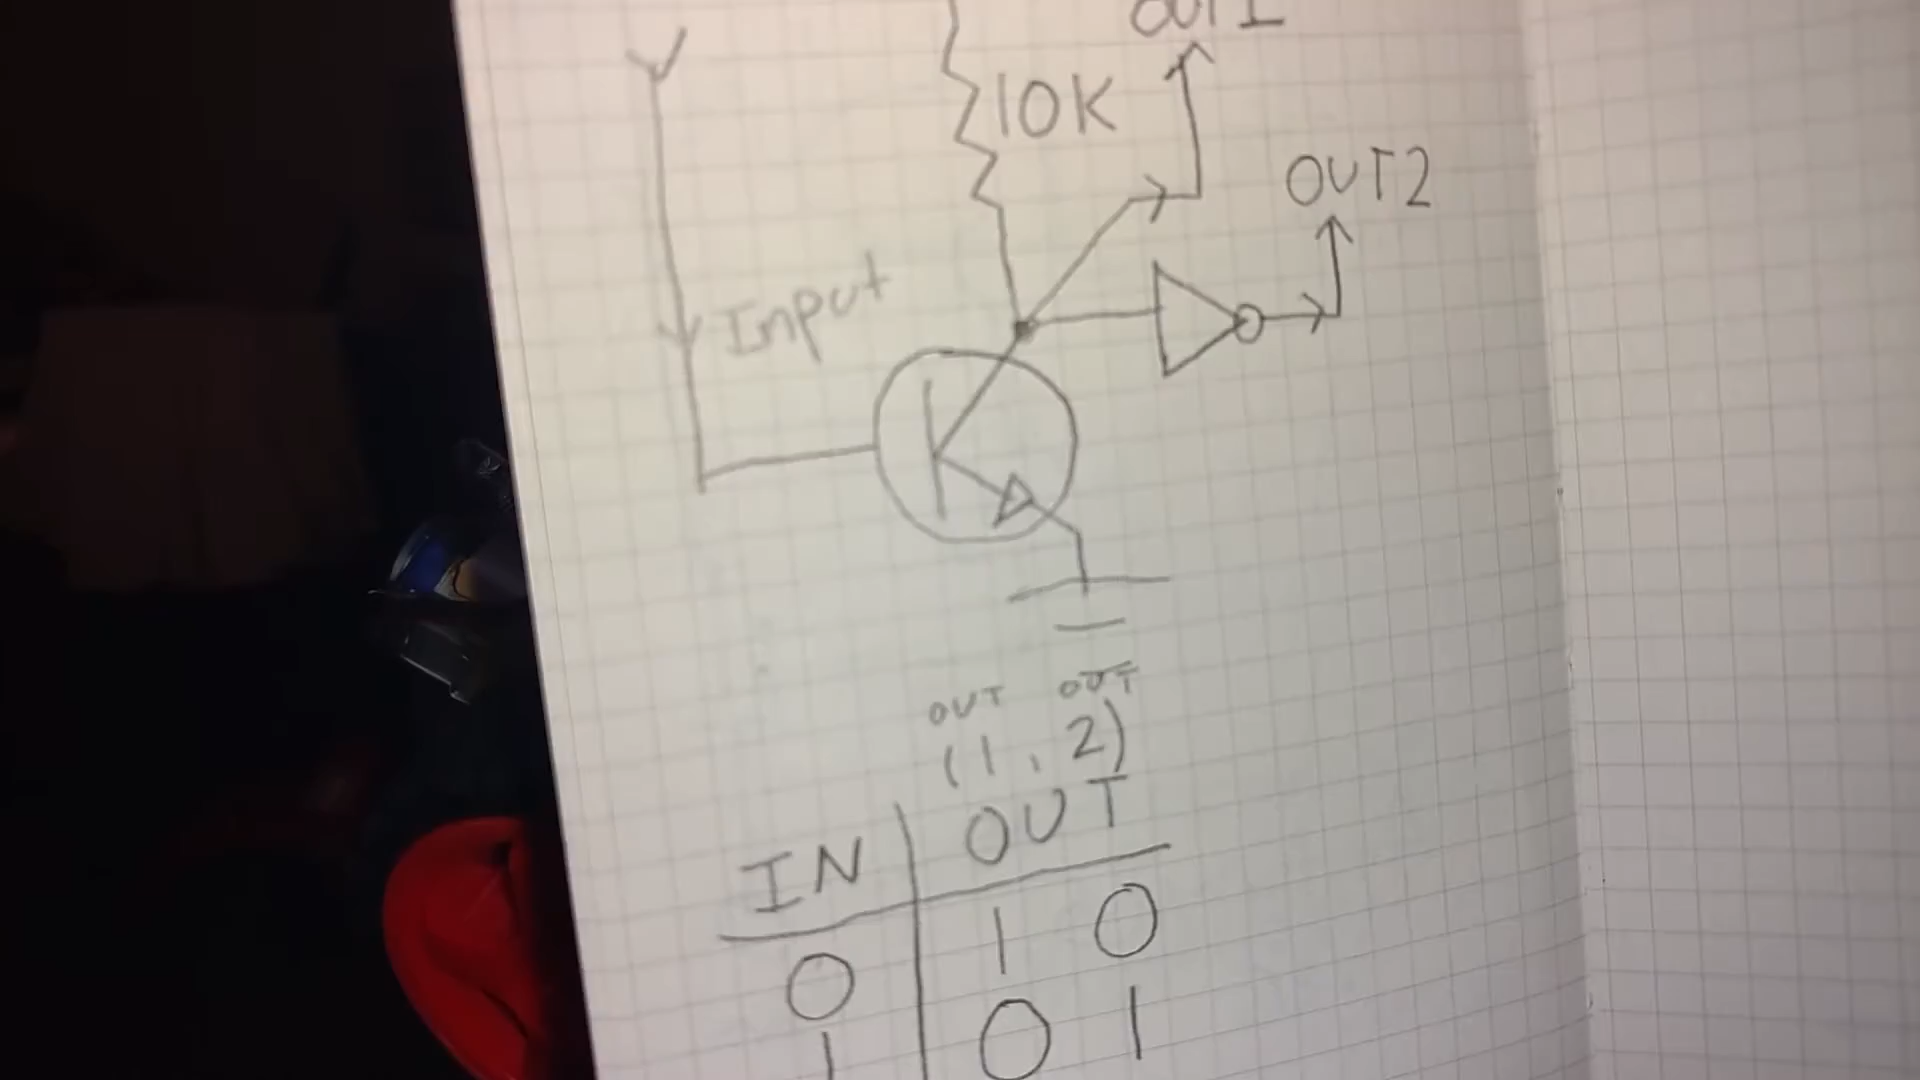 OUT1
10K
OUT2
Input
OUT OUT
(1, 2)
IN OUT
0 1 0
1 0 1